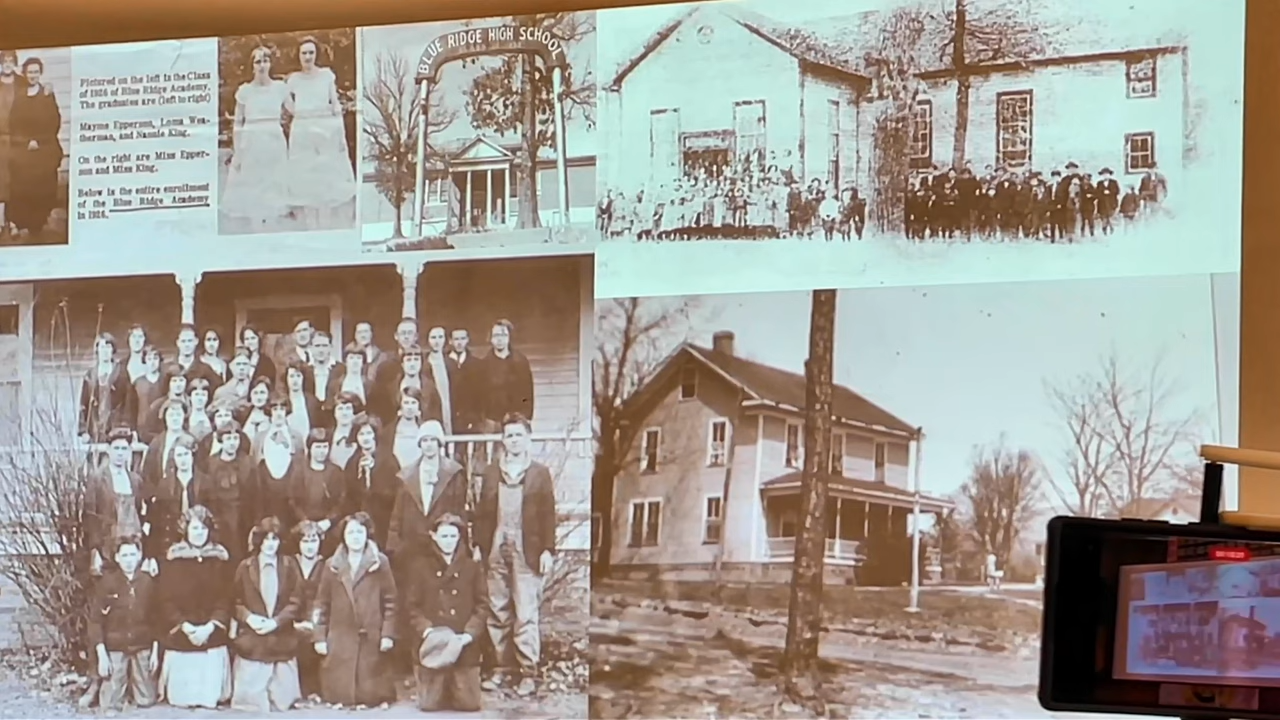 Pictured on the left is the Class
of 1926 of Blue Ridge Academy.
The graduates are (left to right)
Mayme Epperson, Loma Wea-
therman, and Nannie King.
On the right are Miss Epper-
son and Miss King.
Below is the entire enrollment
of the Blue Ridge Academy
in 1926.
BLUE RIDGE HIGH SCHOOL